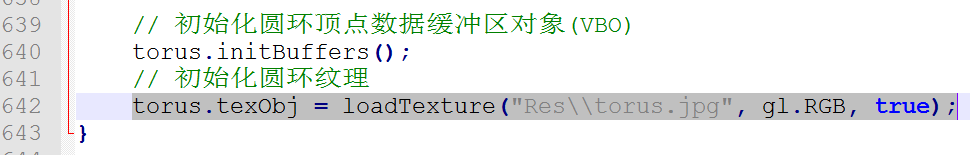 639 // 初始化圆环顶点数据缓冲区对象(VBO)
640 torus.initBuffers();
641 // 初始化圆环纹理
642 torus.texObj = loadTexture("Res\\torus.jpg", gl.RGB, true);
643 }